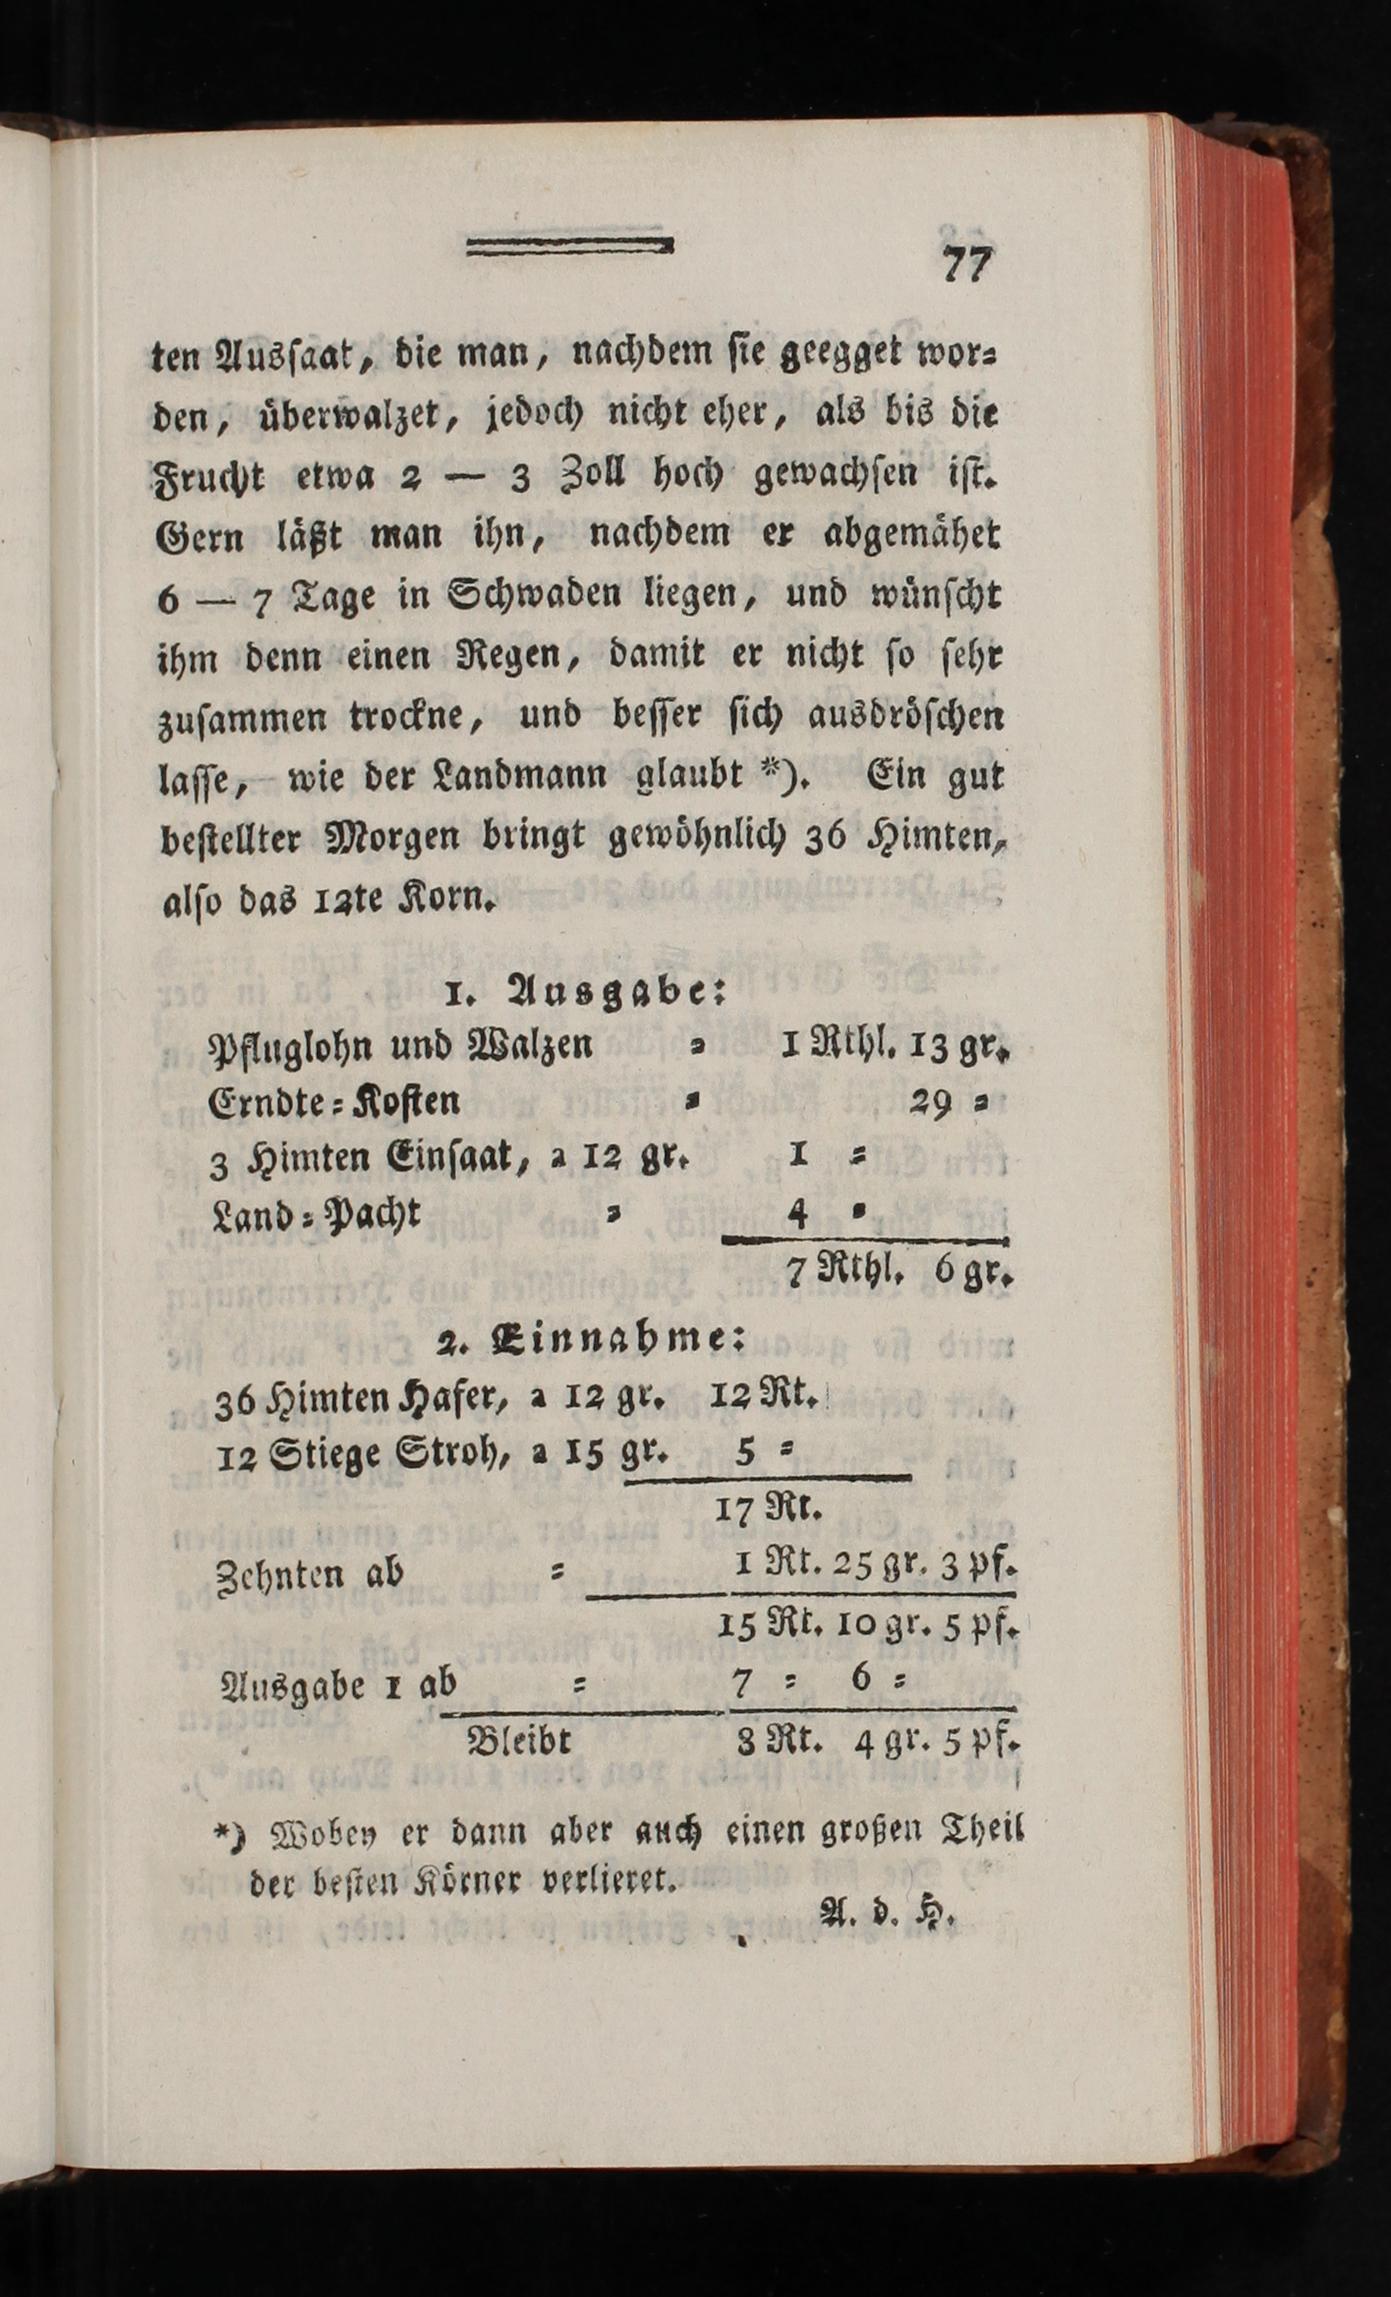 77
ten Ausſaat, die man, nachdem ſie geegget wor⸗
den, überwalzet, jedoch nicht eher, als bis die
Frucht etwa 2 — 3 Zoll hoch gewachſen iſt.
Gern läßt man ihn, nachdem er abgemähet
6 — 7 Tage in Schwaden liegen, und wünſcht
ihm denn einen Regen, damit er nicht ſo ſehr
zuſammen trockne, und beſſer ſich ausdröſchen
laſſe, wie der Landmann glaubt *). Ein gut
beſtellter Morgen bringt gewöhnlich 36 Himten,
alſo das 12te Korn.
1. Ausgabe:
Pfluglohn und Walzen ⸗ 1 Rthl. 13 gr.
Erndte⸗Koſten ⸗ 29 ⸗
3 Himten Einſaat, a 12 gr. 1 ⸗
Land⸗Pacht ⸗ 4 ⸗
7 Rthl. 6 gr.
2. Einnahme:
36 Himten Hafer, a 12 gr. 12 Rt.
12 Stiege Stroh, a 15 gr. 5 ⸗
17 Rt.
Zehnten ab ⸗ 1 Rt. 25 gr. 3 pf.
15 Rt. 10 gr. 5 pf.
Ausgabe 1 ab ⸗ 7 ⸗ 6 ⸗
Bleibt 8 Rt. 4 gr. 5 pf.
*) Wobey er dann aber auch einen großen Theil
der beſten Körner verlieret.
A. d. H.